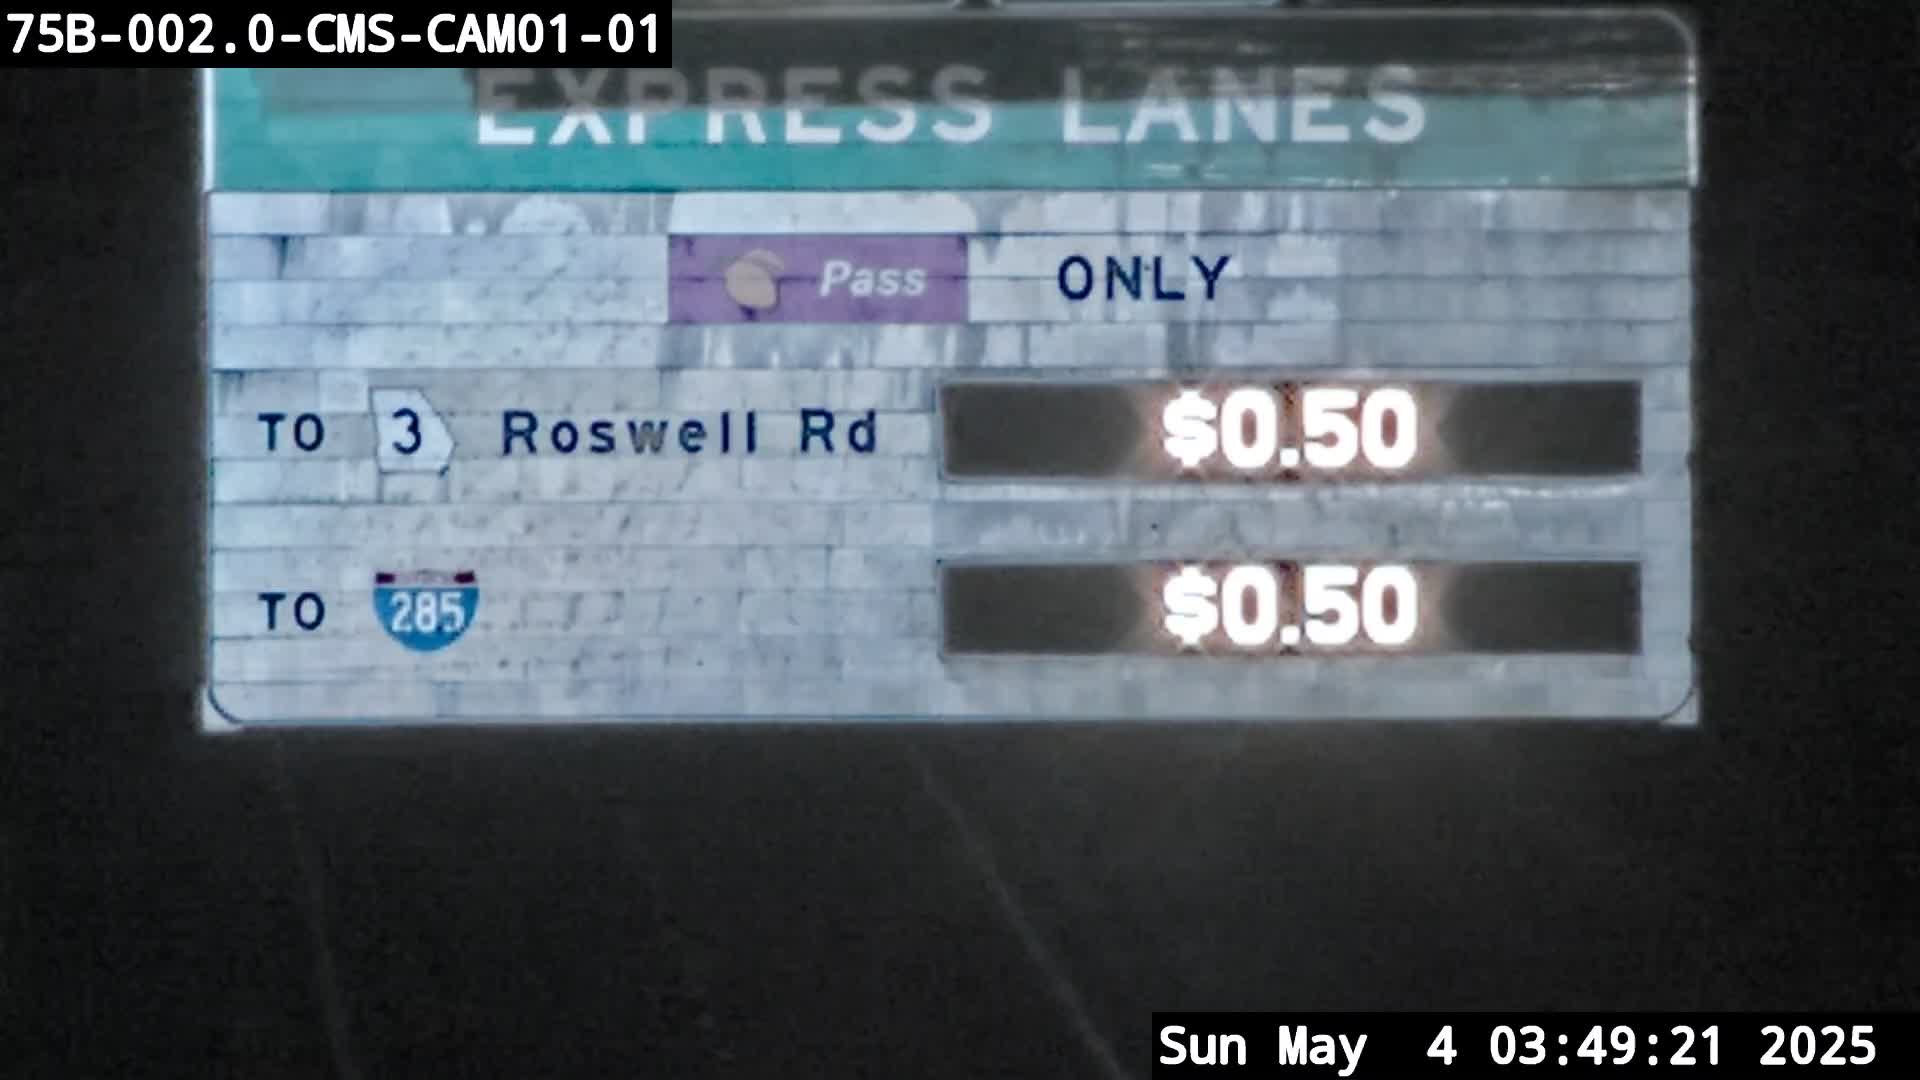 75B-002.0-CMS-CAM01-01
EXPRESS LANES
Pass ONLY
TO 3 Roswell Rd $0.50
TO 285 $0.50
Sun May 4 03:49:21 2025